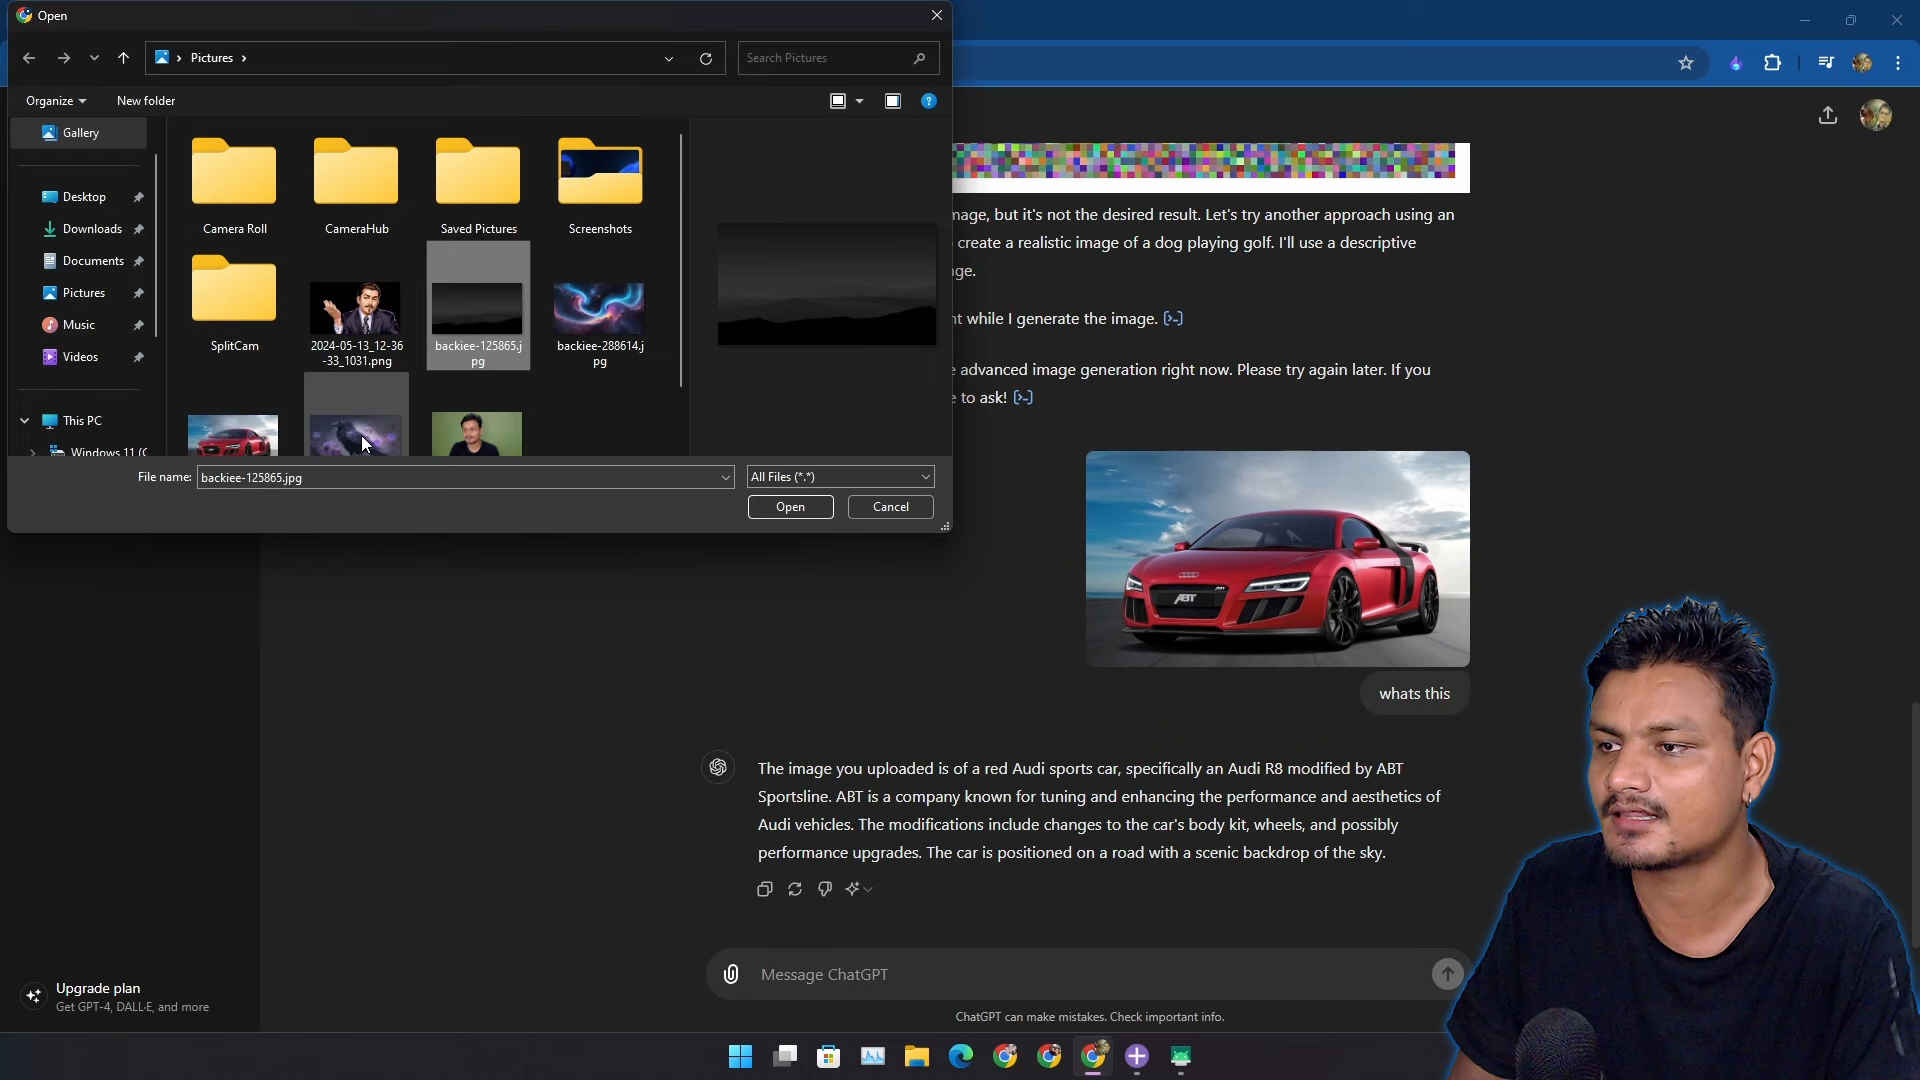 Open
Pictures
Search Pictures
Organize
New folder
Gallery
Desktop
Downloads
Documents
Pictures
Music
Videos
This PC
Windows 11 (C
Camera Roll
CameraHub
Saved Pictures
Screenshots
SplitCam
2024-05-13_12-36
-33_1031.png
backiee-125865.j
pg
backiee-288614.j
pg
File name:
backiee-125865.jpg
All Files (*.*)
Open
Cancel
mage, but it's not the desired result. Let's try another approach using an
create a realistic image of a dog playing golf. I'll use a descriptive
ge.
nt while I generate the image. [>-]
e advanced image generation right now. Please try again later. If you
e to ask! [>-]
ABT
whats this
The image you uploaded is of a red Audi sports car, specifically an Audi R8 modified by ABT
Sportsline. ABT is a company known for tuning and enhancing the performance and aesthetics of
Audi vehicles. The modifications include changes to the car's body kit, wheels, and possibly
performance upgrades. The car is positioned on a road with a scenic backdrop of the sky.
Message ChatGPT
ChatGPT can make mistakes. Check important info.
Upgrade plan
Get GPT-4, DALL·E, and more